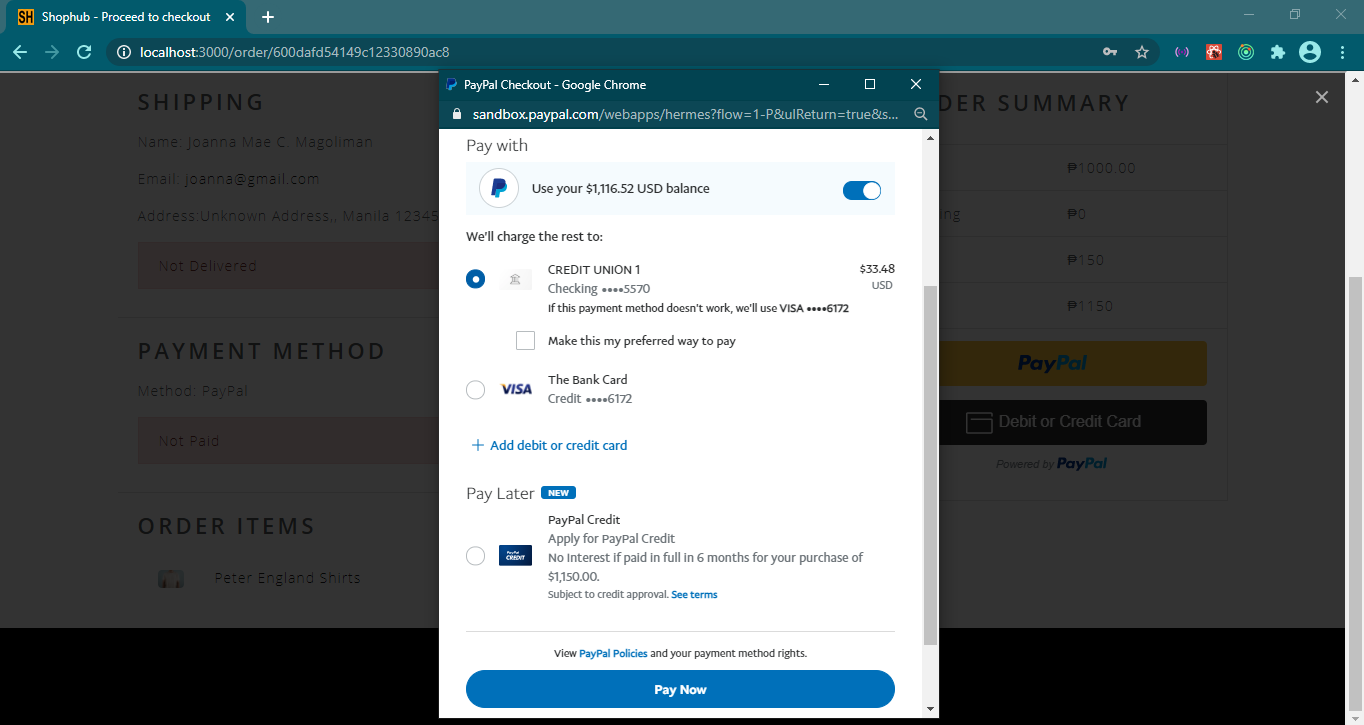 Shophub - Proceed to checkout
localhost:3000/order/600dafd54149c12330890ac8
SHIPPING
Name: Joanna Mae C. Magoliman
Email: joanna@gmail.com
Address:Unknown Address,, Manila 12345
Not Delivered
PAYMENT METHOD
Method: PayPal
Not Paid
ORDER ITEMS
Peter England Shirts
PayPal Checkout - Google Chrome
sandbox.paypal.com/webapps/hermes?flow=1-P&ulReturn=true&s...
Pay with
Use your $1,116.52 USD balance
We'll charge the rest to:
CREDIT UNION 1 $33.48
Checking ••••5570 USD
If this payment method doesn't work, we'll use VISA ••••6172
Make this my preferred way to pay
VISA
The Bank Card
Credit ••••6172
+ Add debit or credit card
Pay Later NEW
PayPal CREDIT
PayPal Credit
Apply for PayPal Credit
No Interest if paid in full in 6 months for your purchase of
$1,150.00.
Subject to credit approval. See terms
View PayPal Policies and your payment method rights.
Pay Now
DER SUMMARY
₱1000.00
ng ₱0
₱150
₱1150
PayPal
Debit or Credit Card
Powered by PayPal